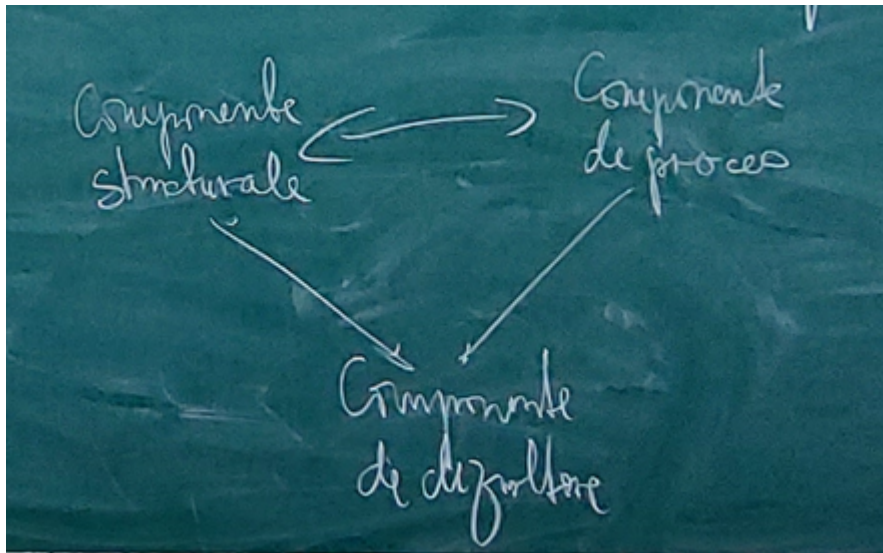 Componente
structurale
Componente
de proces
Componente
de dezvoltare